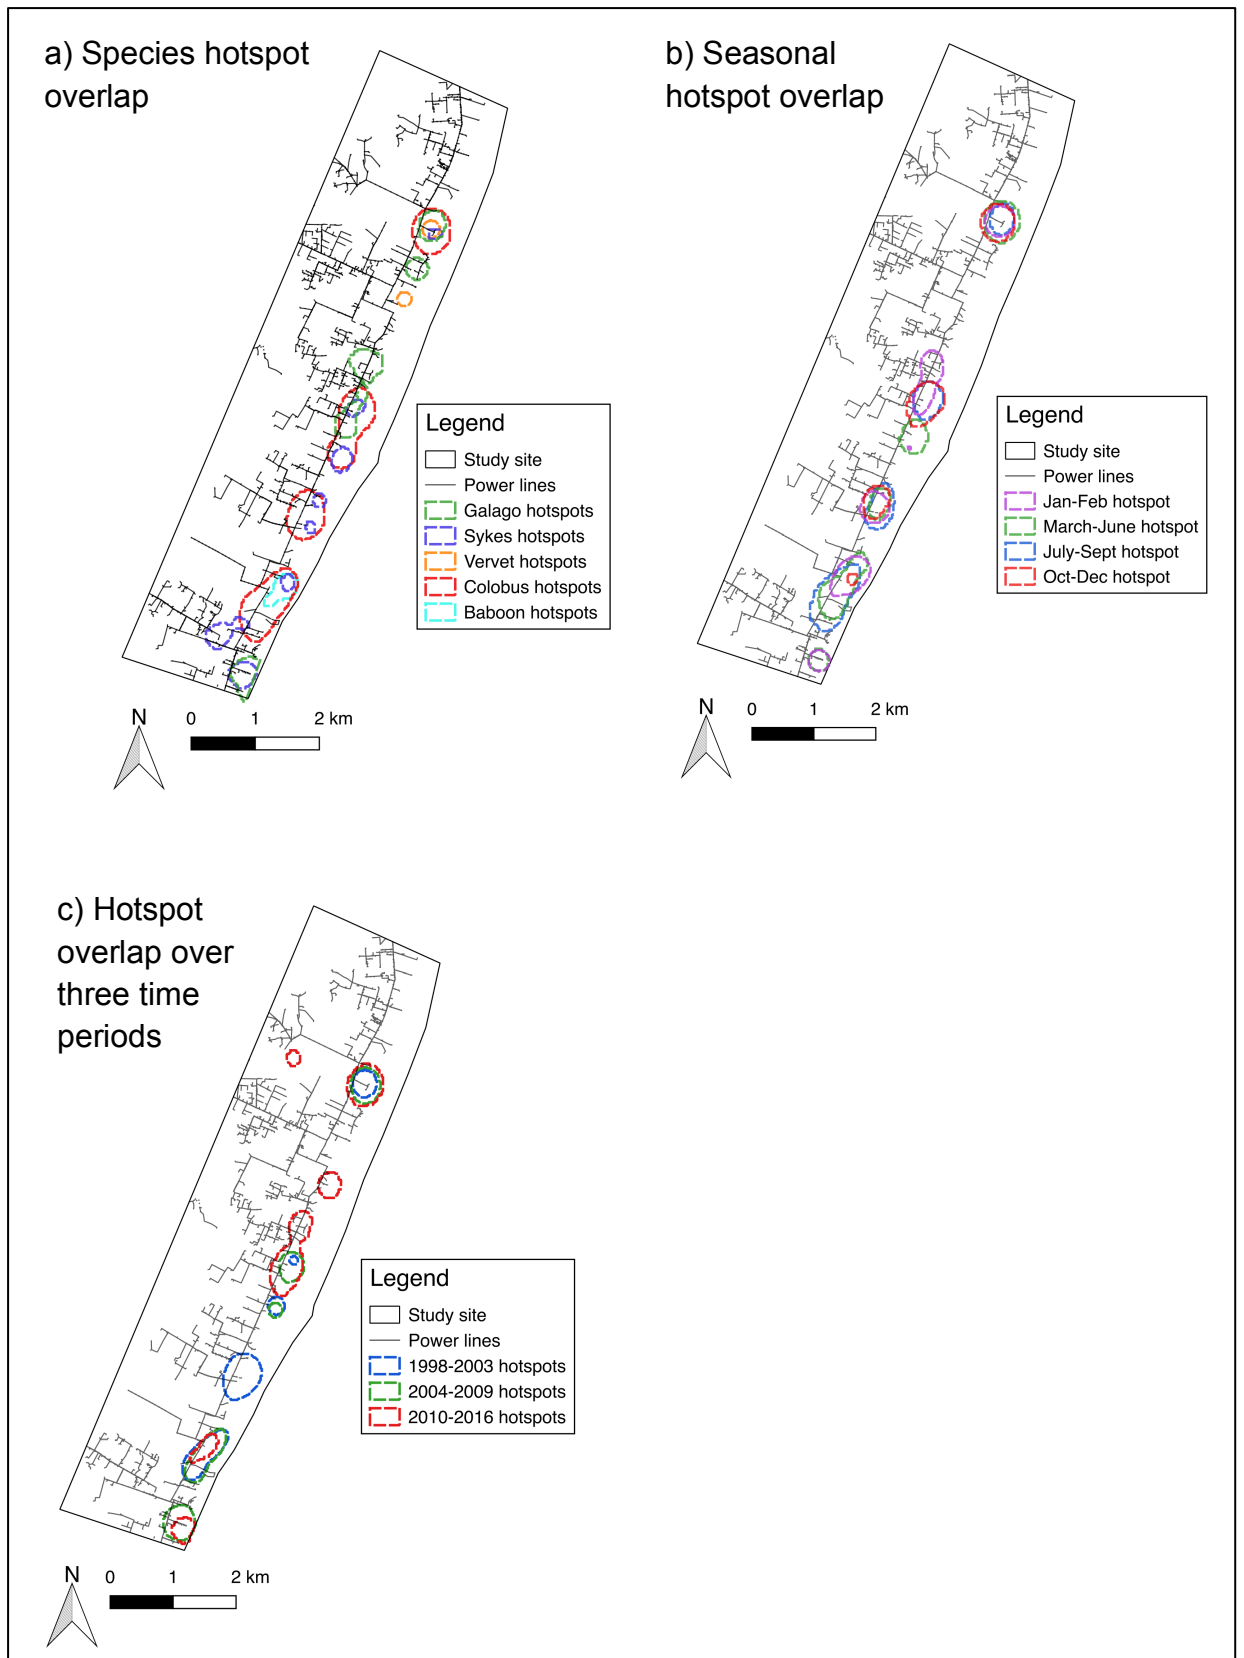 a) Species hotspot
overlap
Legend
Study site
Power lines
Galago hotspots
Sykes hotspots
Vervet hotspots
Colobus hotspots
Baboon hotspots
N
0 1 2 km
b) Seasonal
hotspot overlap
Legend
Study site
Power lines
Jan-Feb hotspot
March-June hotspot
July-Sept hotspot
Oct-Dec hotspot
N
0 1 2 km
c) Hotspot
overlap over
three time
periods
Legend
Study site
Power lines
1998-2003 hotspots
2004-2009 hotspots
2010-2016 hotspots
N
0 1 2 km